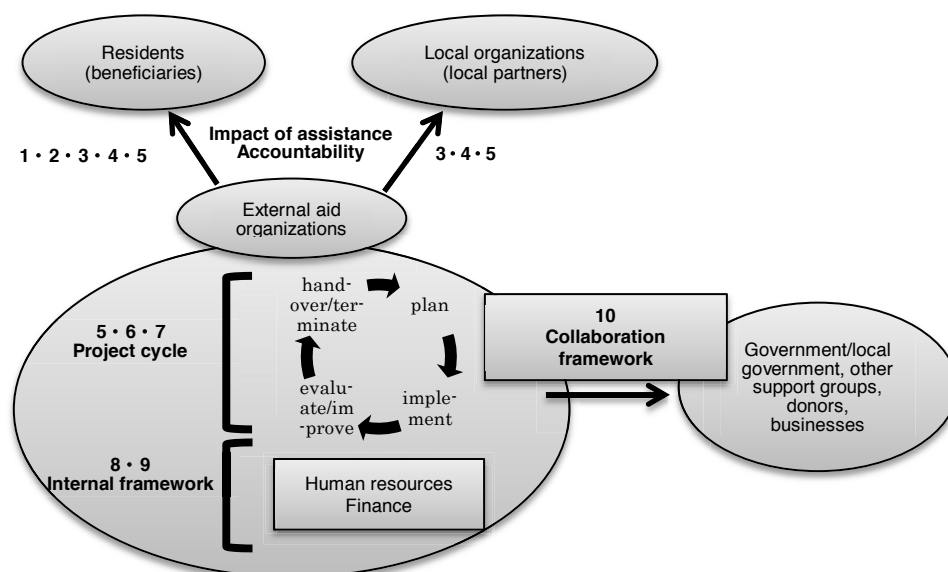 Residents
(beneficiaries)
Local organizations
(local partners)
Impact of assistance
Accountability
1・2・3・4・5
3・4・5
External aid
organizations
5・6・7
Project cycle
hand-
over/ter-
minate
plan
imple-
ment
evalu-
ate/im
-prove
10
Collaboration
framework
Government/local
government, other
support groups,
donors,
businesses
8・9
Internal framework
Human resources
Finance